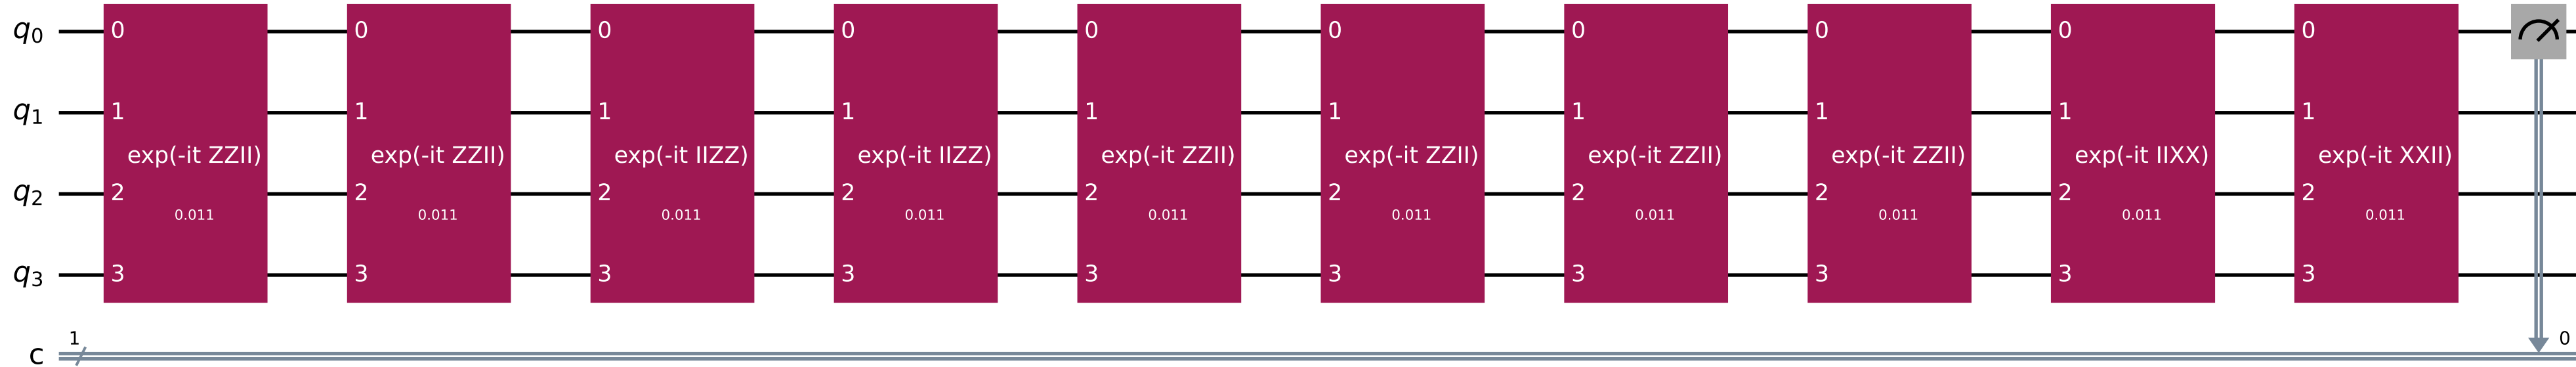 q0 0 0 0 0 0 0 0 0 0 0
q1 1 1 1 1 1 1 1 1 1 1
exp(-it ZZII) exp(-it ZZII) exp(-it IIZZ) exp(-it IIZZ) exp(-it ZZII) exp(-it ZZII) exp(-it ZZII) exp(-it ZZII) exp(-it IIXX) exp(-it XXII)
q2 2 2 2 2 2 2 2 2 2 2
0.011 0.011 0.011 0.011 0.011 0.011 0.011 0.011 0.011 0.011
q3 3 3 3 3 3 3 3 3 3 3
1 0
c